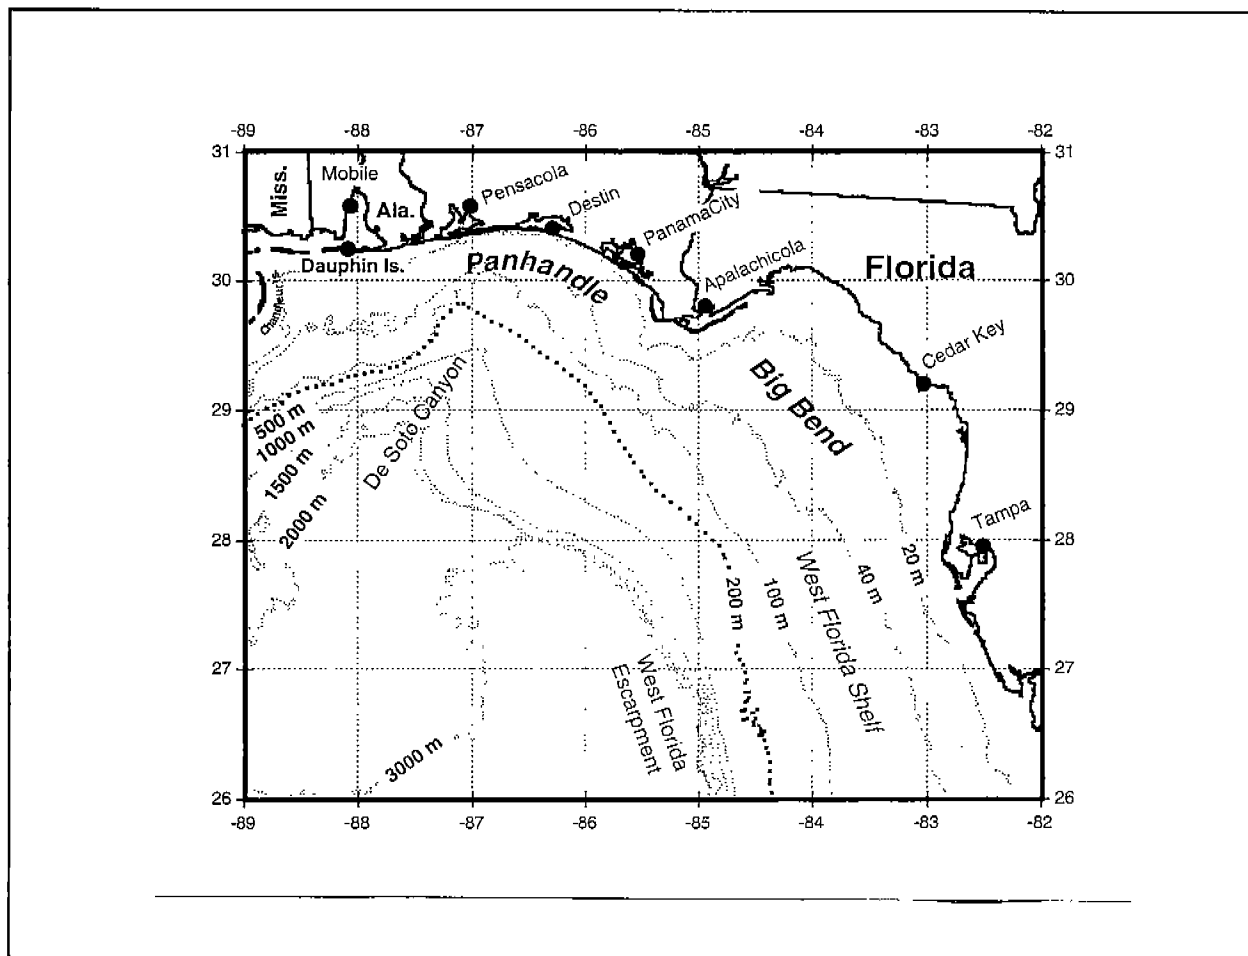 -89 -88 -87 -86 -85 -84 -83 -82
31 31
Miss.
Mobile
Ala.
Pensacola
Destin
PanamaCity
Dauphin Is.
Panhandle
Apalachicola
Florida
30 30
Cedar Key
Big Bend
29 29
500 m
1000 m
1500 m
2000 m
De Soto Canyon
Tampa
28 28
200 m
100 m
West Florida Shelf
40 m
20 m
27 27
West Florida
Escarpment
3000 m
26 26
-89 -88 -87 -86 -85 -84 -83 -82